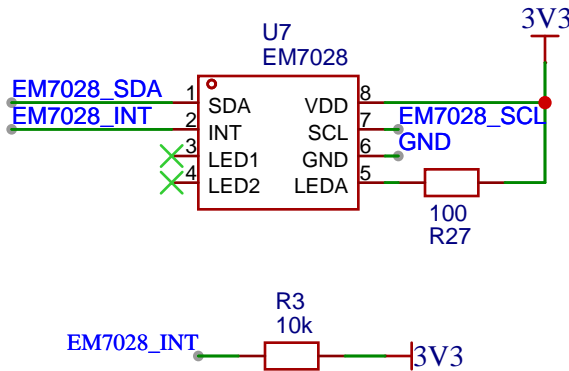 3V3
U7
EM7028
EM7028_SDA
1
SDA
VDD
8
EM7028_INT
2
INT
SCL
7
EM7028_SCL
3
LED1
GND
6
GND
4
LED2
LEDA
5
100
R27
R3
10k
EM7028_INT
3V3